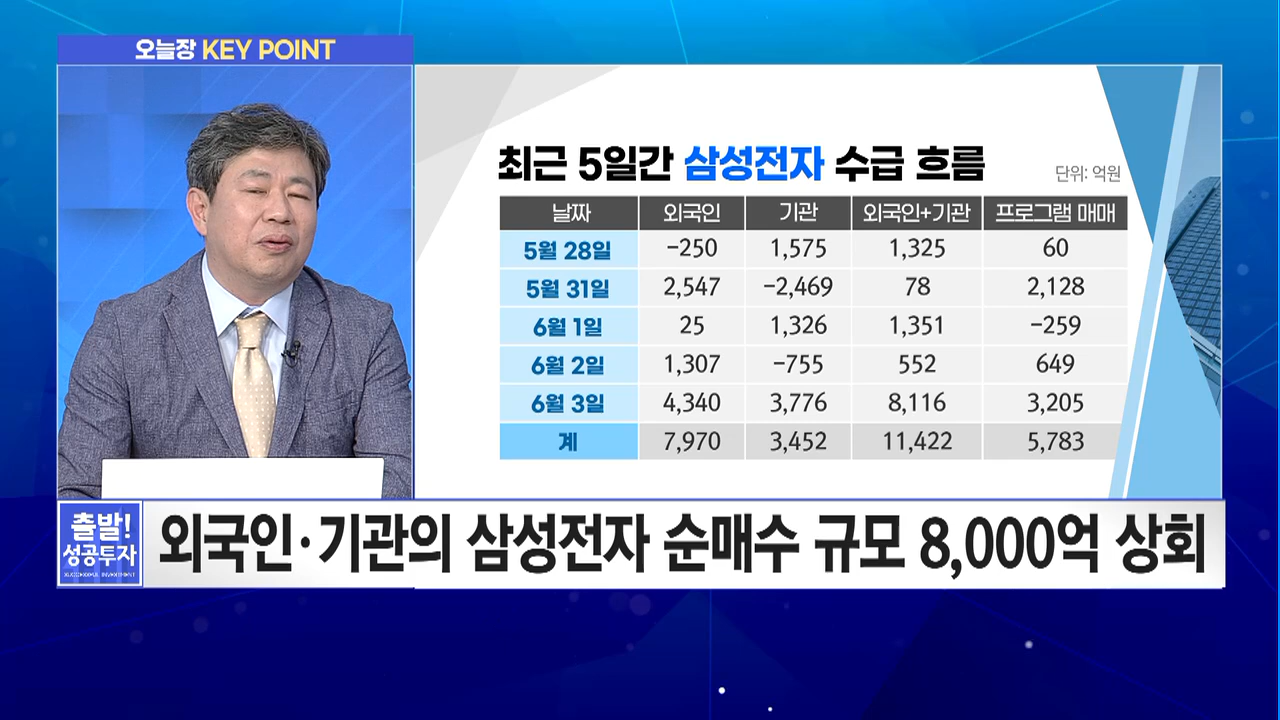 오늘장 KEY POINT
최근 5일간 삼성전자 수급 흐름
단위: 억원
날짜 외국인 기관 외국인+기관 프로그램 매매
5월 28일 -250 1,575 1,325 60
5월 31일 2,547 -2,469 78 2,128
6월 1일 25 1,326 1,351 -259
6월 2일 1,307 -755 552 649
6월 3일 4,340 3,776 8,116 3,205
계 7,970 3,452 11,422 5,783
출발!
성공투자
SUCCESSFUL INVESTMENT
외국인·기관의 삼성전자 순매수 규모 8,000억 상회